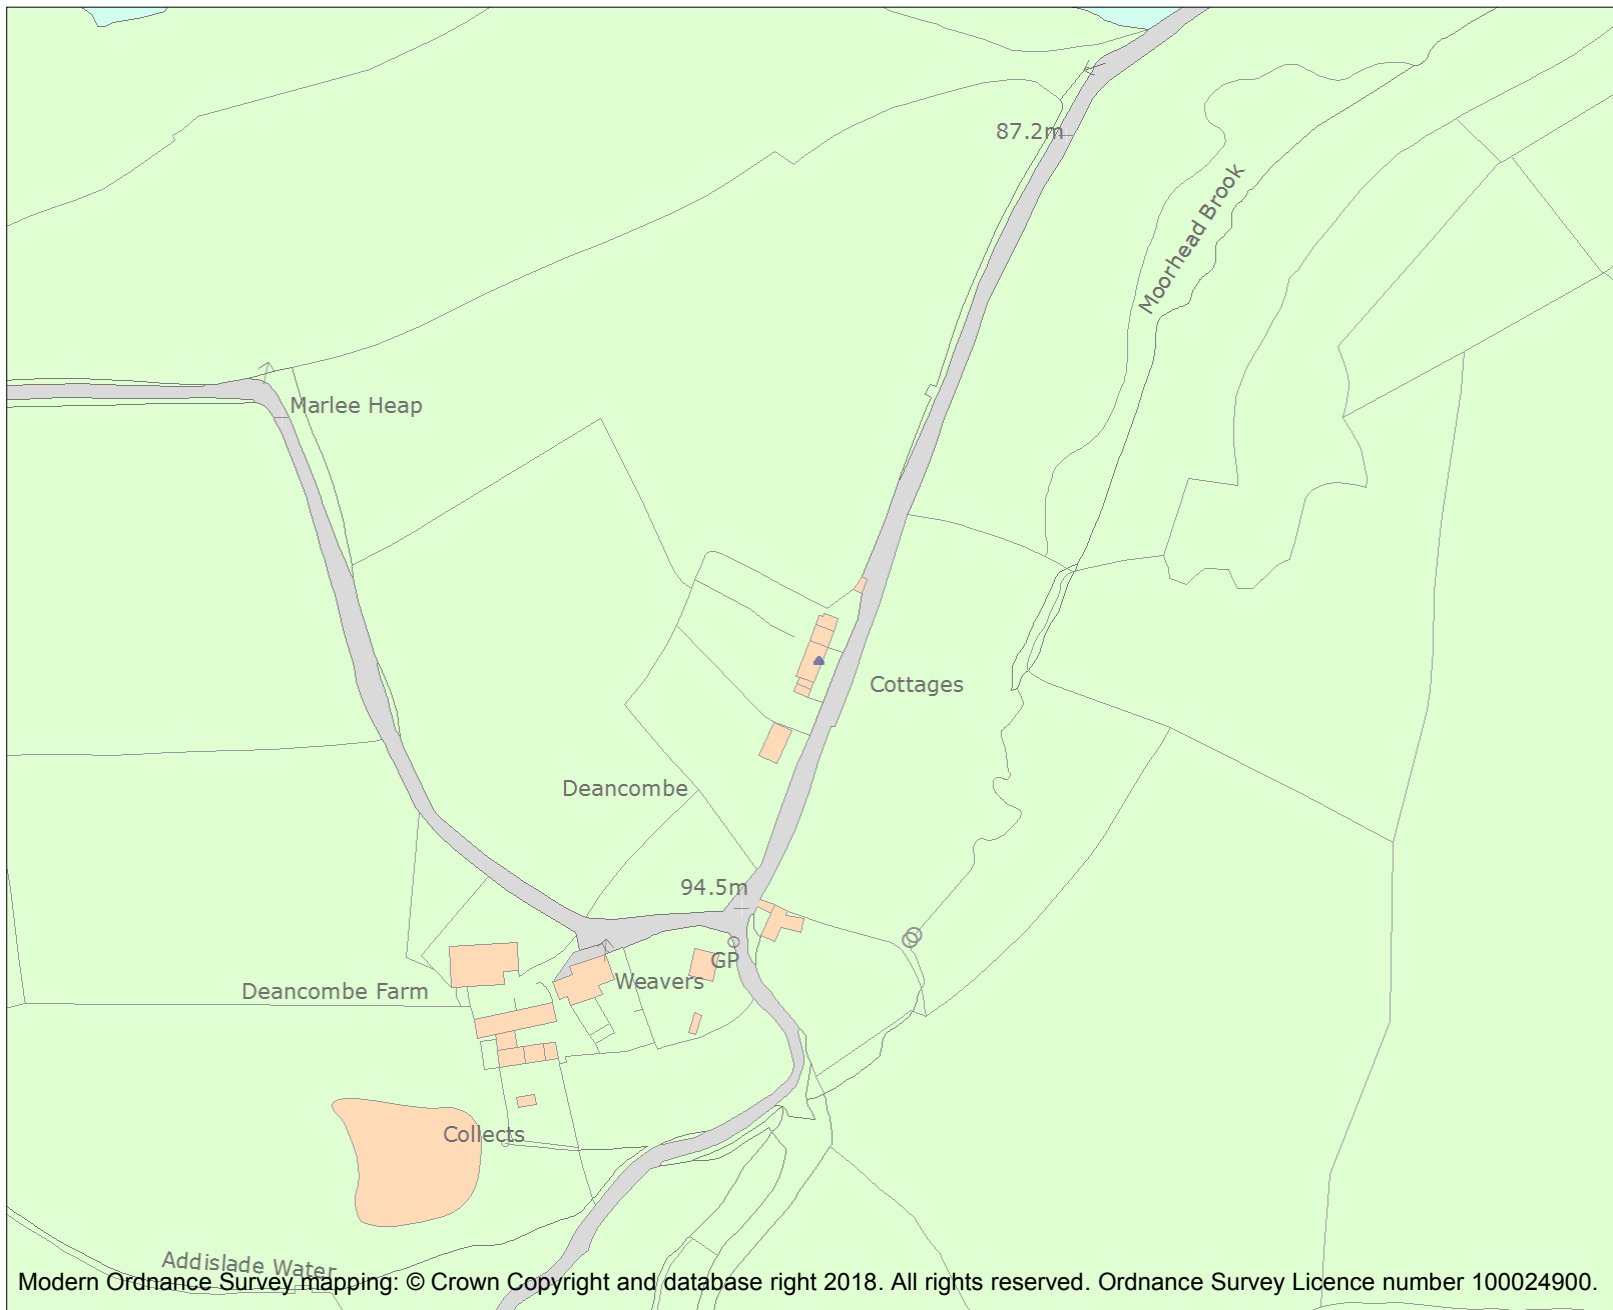 87.2m
Moorhead Brook
Marlee Heap
Cottages
Deancombe
94.5m
GP
Weavers
Deancombe Farm
Collects
Addislade Water
Modern Ordnance Survey mapping: © Crown Copyright and database right 2018. All rights reserved. Ordnance Survey Licence number 100024900.